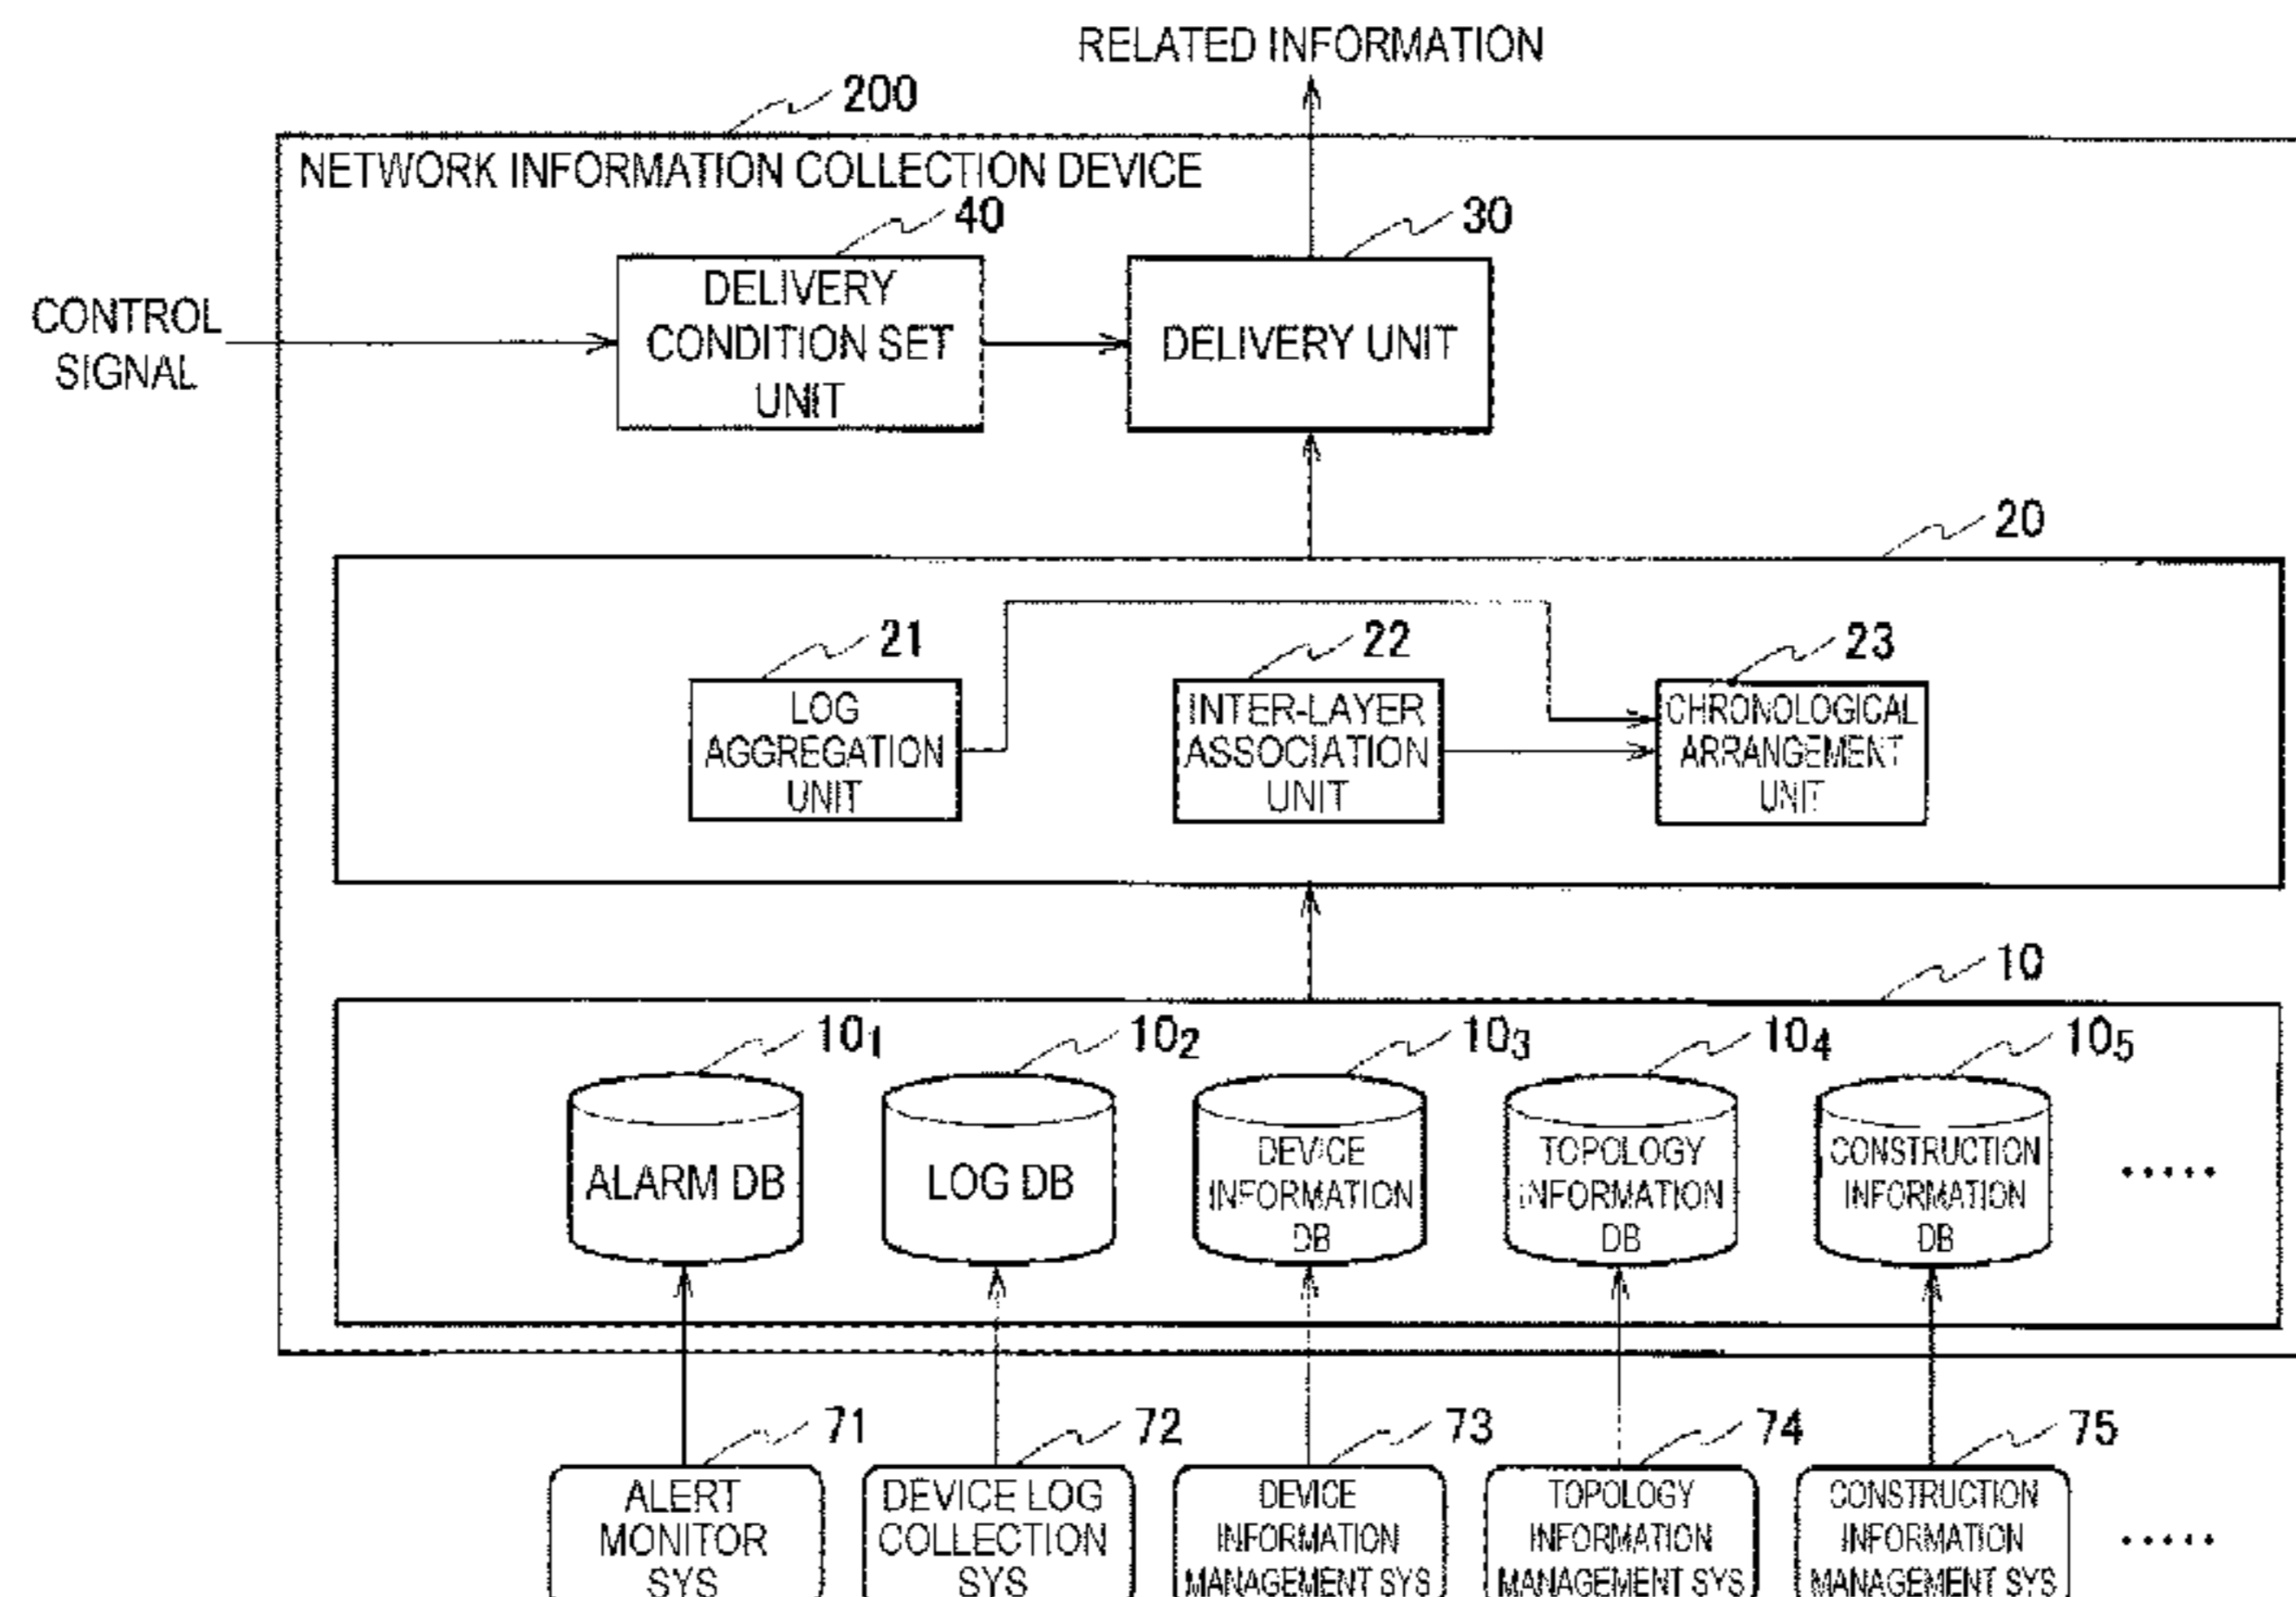 RELATED INFORMATION
200
NETWORK INFORMATION COLLECTION DEVICE
40
30
CONTROL
SIGNAL
DELIVERY
CONDITION SET
UNIT
DELIVERY UNIT
20
21
22
23
LOG
AGGREGATION
UNIT
INTER-LAYER
ASSOCIATION
UNIT
CHRONOLOGICAL
ARRANGEMENT
UNIT
10
10₁
10₂
10₃
10₄
10₅
ALARM DB
LOG DB
DEVICE
INFORMATION
DB
TOPOLOGY
INFORMATION
DB
CONSTRUCTION
INFORMATION
DB
.....
71
72
73
74
75
ALERT
MONITOR
SYS
DEVICE LOG
COLLECTION
SYS
DEVICE
INFORMATION
MANAGEMENT SYS
TOPOLOGY
INFORMATION
MANAGEMENT SYS
CONSTRUCTION
INFORMATION
MANAGEMENT SYS
.....